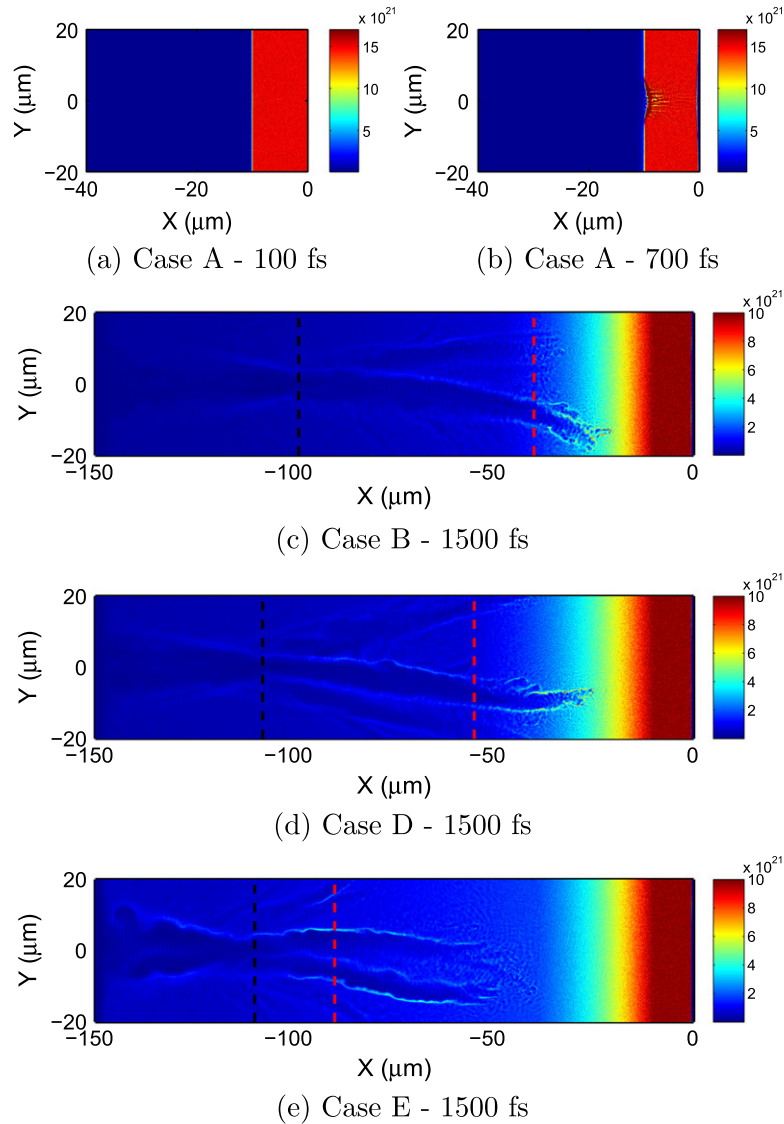 x 10^21
20
0
−20
Y (μm)
15
10
5
−40
−20
0
X (μm)
(a) Case A - 100 fs
x 10^21
20
0
−20
Y (μm)
15
10
5
−40
−20
0
X (μm)
(b) Case A - 700 fs
x 10^21
20
0
−20
Y (μm)
10
8
6
4
2
−150
−100
−50
0
X (μm)
(c) Case B - 1500 fs
x 10^21
20
0
−20
Y (μm)
10
8
6
4
2
−150
−100
−50
0
X (μm)
(d) Case D - 1500 fs
x 10^21
20
0
−20
Y (μm)
10
8
6
4
2
−150
−100
−50
0
X (μm)
(e) Case E - 1500 fs